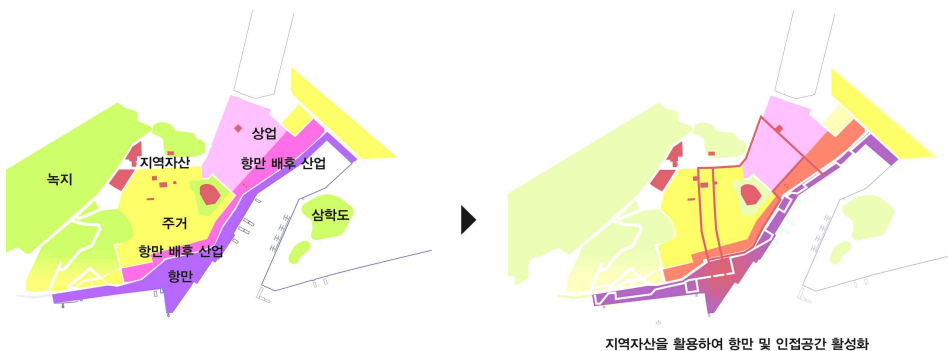 상업
지역자산
항만 배후 산업
녹지
삼학도
주거
항만 배후 산업
항만
지역자산을 활용하여 항만 및 인접공간 활성화